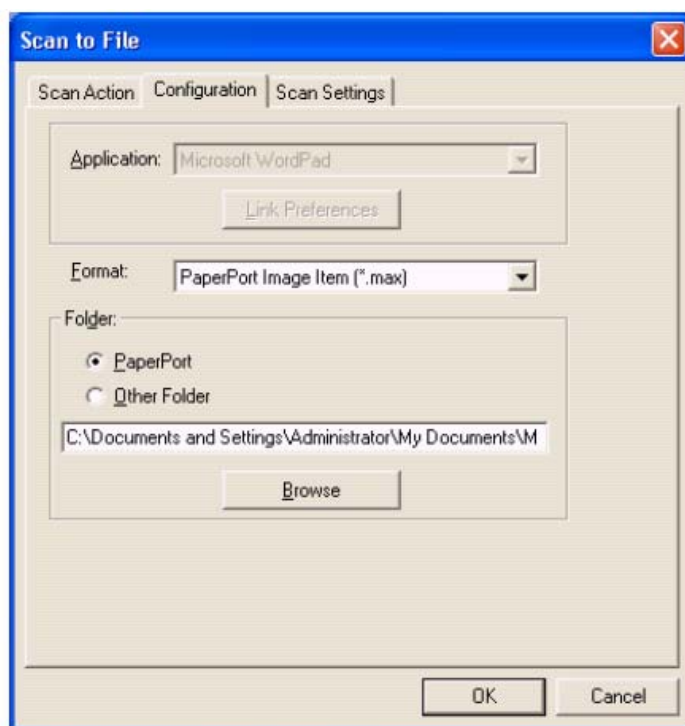 Scan to File
Scan Action Configuration Scan Settings
Application: Microsoft WordPad
Link Preferences
Format: PaperPort Image Item (*.max)
Folder:
PaperPort
Other Folder
C:\Documents and Settings\Administrator\My Documents\M
Browse
OK Cancel